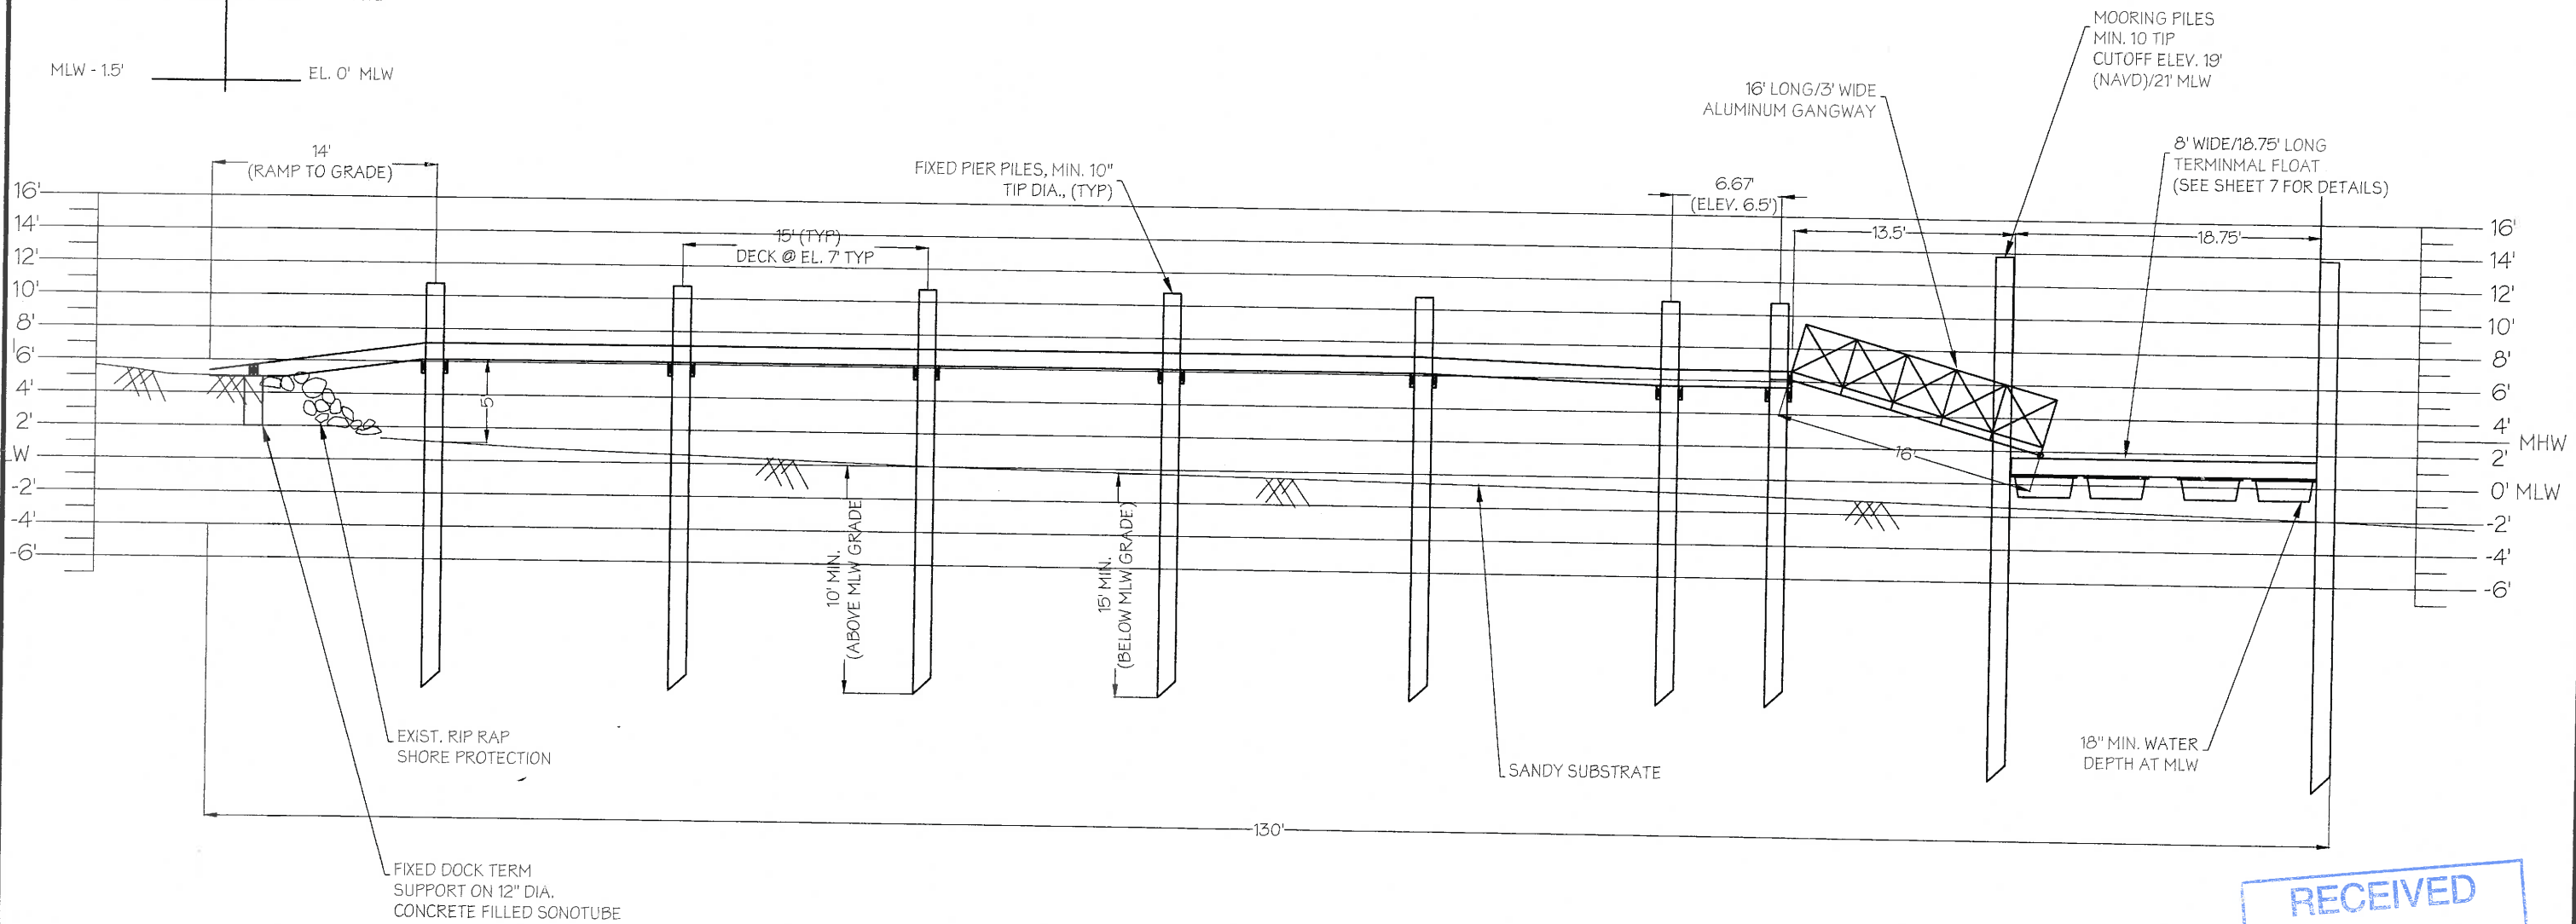 MLW - 1.5'
EL. 0' MLW
MOORING PILES
MIN. 10 TIP
CUTOFF ELEV. 19'
(NAVD)/21' MLW
16' LONG/3' WIDE
ALUMINUM GANGWAY
8' WIDE/18.75' LONG
TERMINMAL FLOAT
(SEE SHEET 7 FOR DETAILS)
14'
(RAMP TO GRADE)
FIXED PIER PILES, MIN. 10"
TIP DIA., (TYP)
6.67'
(ELEV. 6.5')
15' (TYP)
DECK @ EL. 7' TYP
13.5'
18.75'
16'
14'
12'
10'
8'
6'
4'
2'
LW
-2'
-4'
-6'
16'
14'
12'
10'
8'
6'
4'
MHW
2'
0' MLW
-2'
-4'
-6'
5'
16'
10' MIN.
(ABOVE MLW GRADE)
15' MIN.
(BELOW MLW GRADE)
EXIST. RIP RAP
SHORE PROTECTION
SANDY SUBSTRATE
18" MIN. WATER
DEPTH AT MLW
130'
FIXED DOCK TERM
SUPPORT ON 12" DIA.
CONCRETE FILLED SONOTUBE
RECEIVED